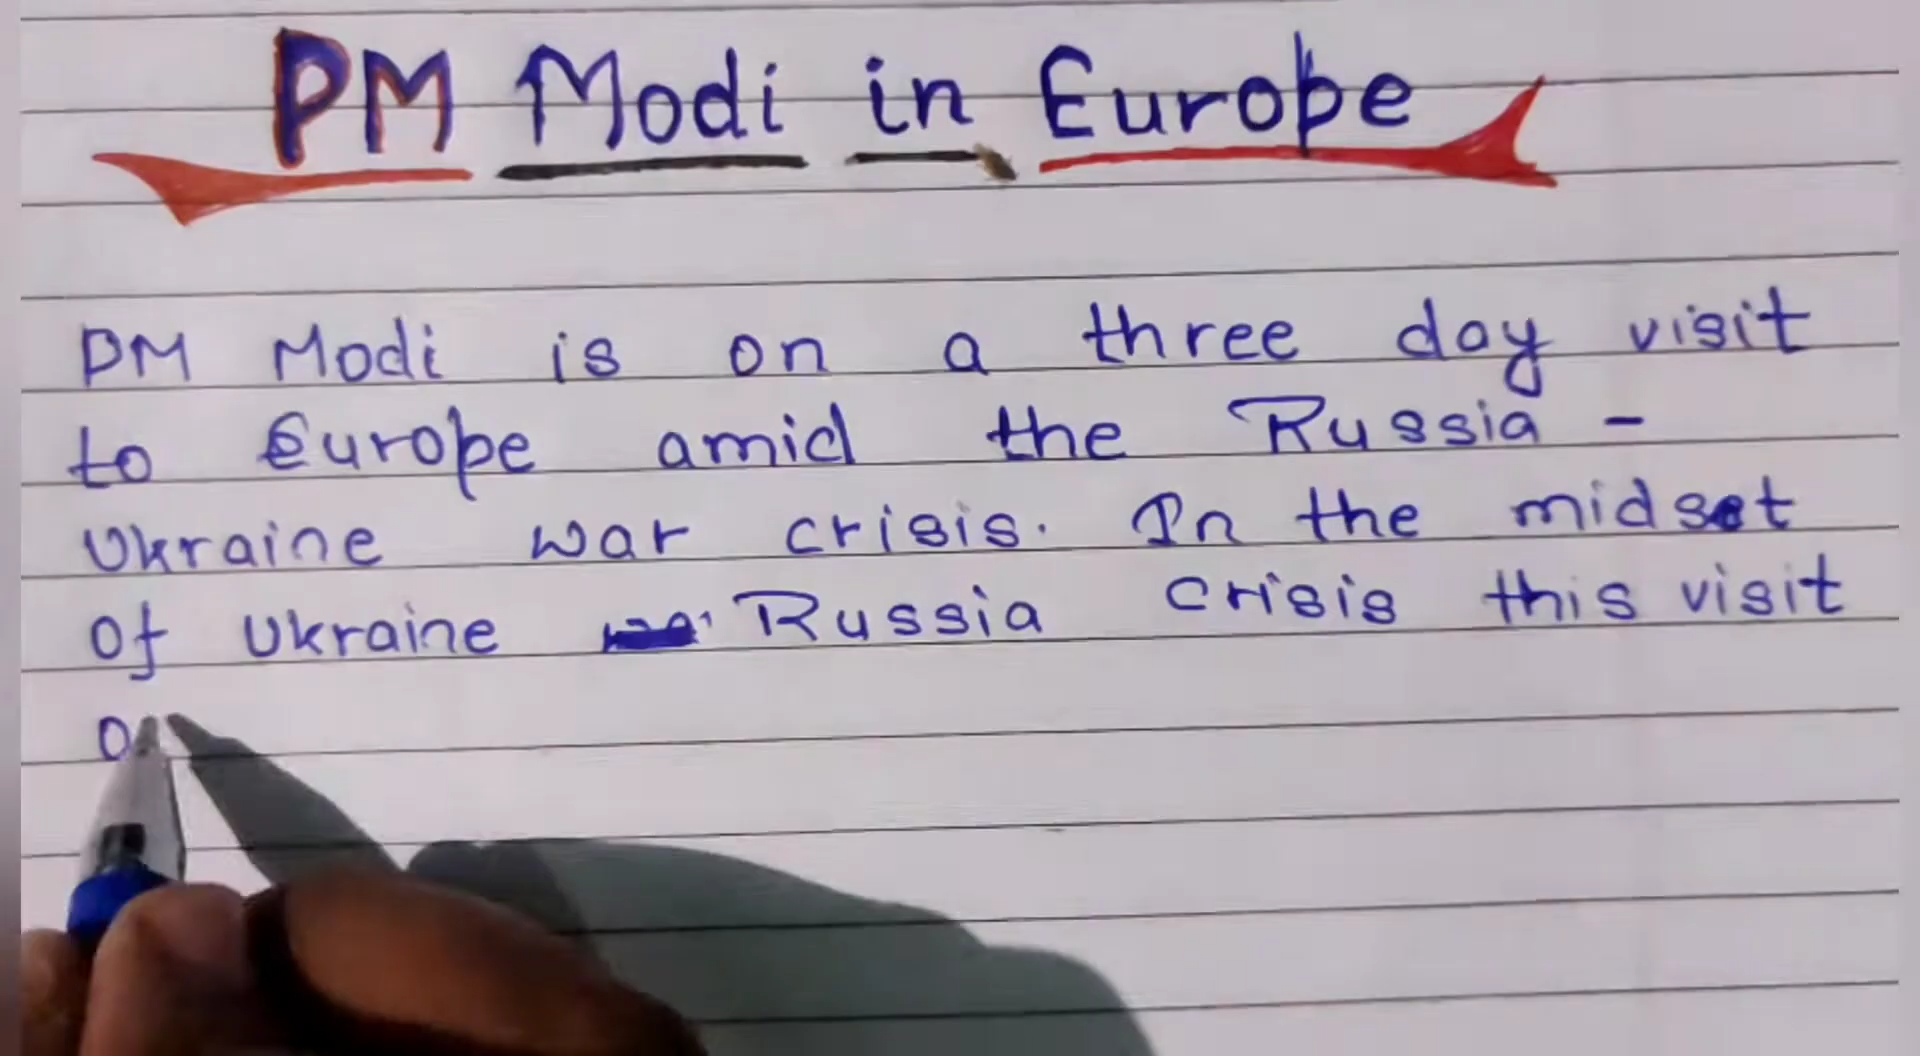 PM Modi in Europe
PM Modi is on a three day visit
to Europe amid the Russia -
Ukraine war crisis. In the midset
of Ukraine Russia crisis this visit